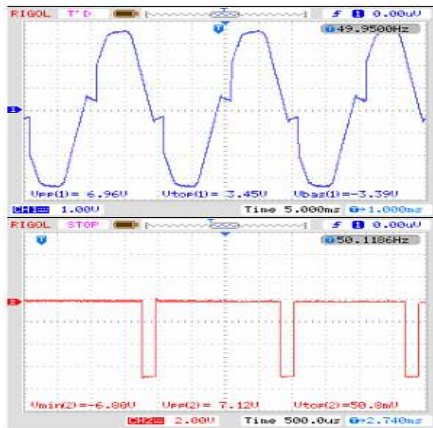 RIGOL T'D 1 0.00uV
49.9500Hz
Vpp(1)= 6.96V Vtop(1)= 3.45V Vbas(1)=-3.39V
CH1 1.00V Time 5.000ms 1.000ms
RIGOL STOP 1 0.00uV
50.1186Hz
Vmin(2)=-6.80V Vpp(2)= 7.12V Vtop(2)=50.8mV
CH2 2.00V Time 500.0us 2.740ms